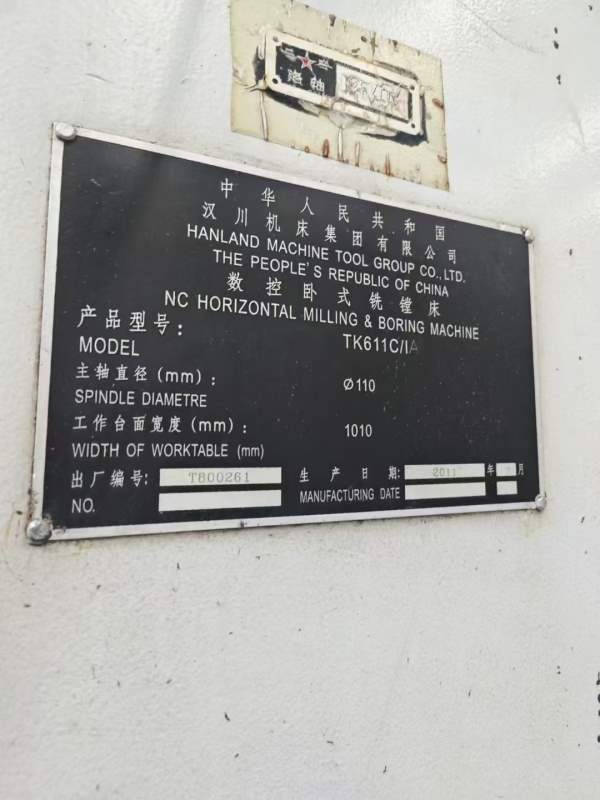 洛轴
中华人民共和国
汉川机床集团有限公司
HANLAND MACHINE TOOL GROUP CO.,LTD.
THE PEOPLE'S REPUBLIC OF CHINA
数控卧式铣镗床
NC HORIZONTAL MILLING & BORING MACHINE
产品型号: TK611C/1A
MODEL
主轴直径(mm): Ø110
SPINDLE DIAMETRE
工作台面宽度(mm): 1010
WIDTH OF WORKTABLE (mm)
出厂编号: T800261 生产日期: 2011 年 月
NO. MANUFACTURING DATE